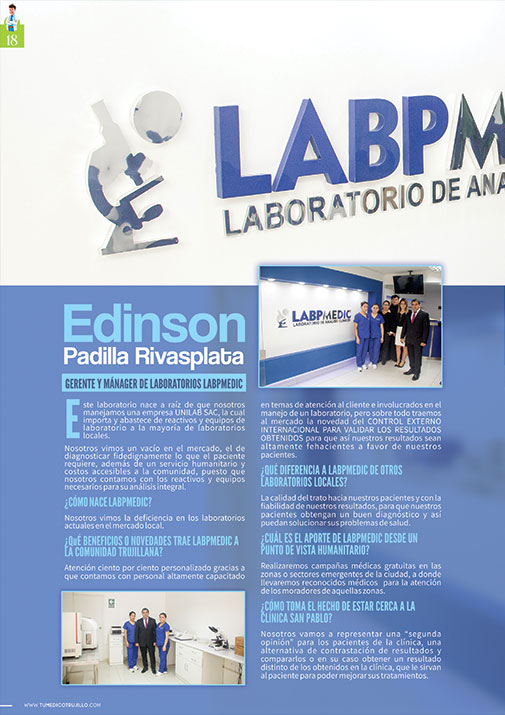 18
LABPM
LABORATORIO DE ANA
LABPMEDIC
LABORATORIO DE ANÁLISIS CLÍNICOS
Edinson
Padilla Rivasplata
GERENTE Y MÁNAGER DE LABORATORIOS LABPMEDIC
Este laboratorio nace a raíz de que nosotros
manejamos una empresa UNILAB SAC, la cual
importa y abastece de reactivos y equipos de
laboratorio a la mayoría de laboratorios
locales.
Nosotros vimos un vacío en el mercado, el de
diagnosticar fidedignamente lo que el paciente
requiere, además de un servicio humanitario y
costos accesibles a la comunidad, puesto que
nosotros contamos con los reactivos y equipos
necesarios para su análisis integral.
¿CÓMO NACE LABPMEDIC?
Nosotros vimos la deficiencia en los laboratorios
actuales en el mercado local.
¿QuÉ BENEFICIOS O NOVEDADES TRAE LABPMEDIC A
LA COMUNIDAD TRUJILLANA?
Atención ciento por ciento personalizado gracias a
que contamos con personal altamente capacitado
en temas de atención al cliente e involucrados en el
manejo de un laboratorio, pero sobre todo traemos
al mercado la novedad del CONTROL EXTERNO
INTERNACIONAL PARA VALIDAR LOS RESULTADOS
OBTENIDOS para que así nuestros resultados sean
altamente fehacientes a favor de nuestros
pacientes.
¿QUÉ DIFERENCIA A LABPMEDIC DE OTROS
LABORATORIOS LOCALES?
La calidad del trato hacia nuestros pacientes y con la
fiabilidad de nuestros resultados, para que nuestros
pacientes obtengan un buen diagnóstico y así
puedan solucionar sus problemas de salud.
¿CUÁL ES EL APORTE DE LABPMEDIC DESDE UN
PUNTO DE VISTA HUMANITARIO?
Realizaremos campañas médicas gratuitas en las
zonas o sectores emergentes de la ciudad, a donde
llevaremos reconocidos médicos para la atención
de los moradores de aquellas zonas.
¿CÓMO TOMA EL HECHO DE ESTAR CERCA A LA
CLÍNICA SAN PABLO?
Nosotros vamos a representar una “segunda
opinión” para los pacientes de la clínica, una
alternativa de contrastación de resultados y
compararlos o en su caso obtener un resultado
distinto de los obtenidos en la clínica, que le sirvan
al paciente para poder mejorar sus tratamientos.
WWW.TUMEDICOTRUJILLO.COM